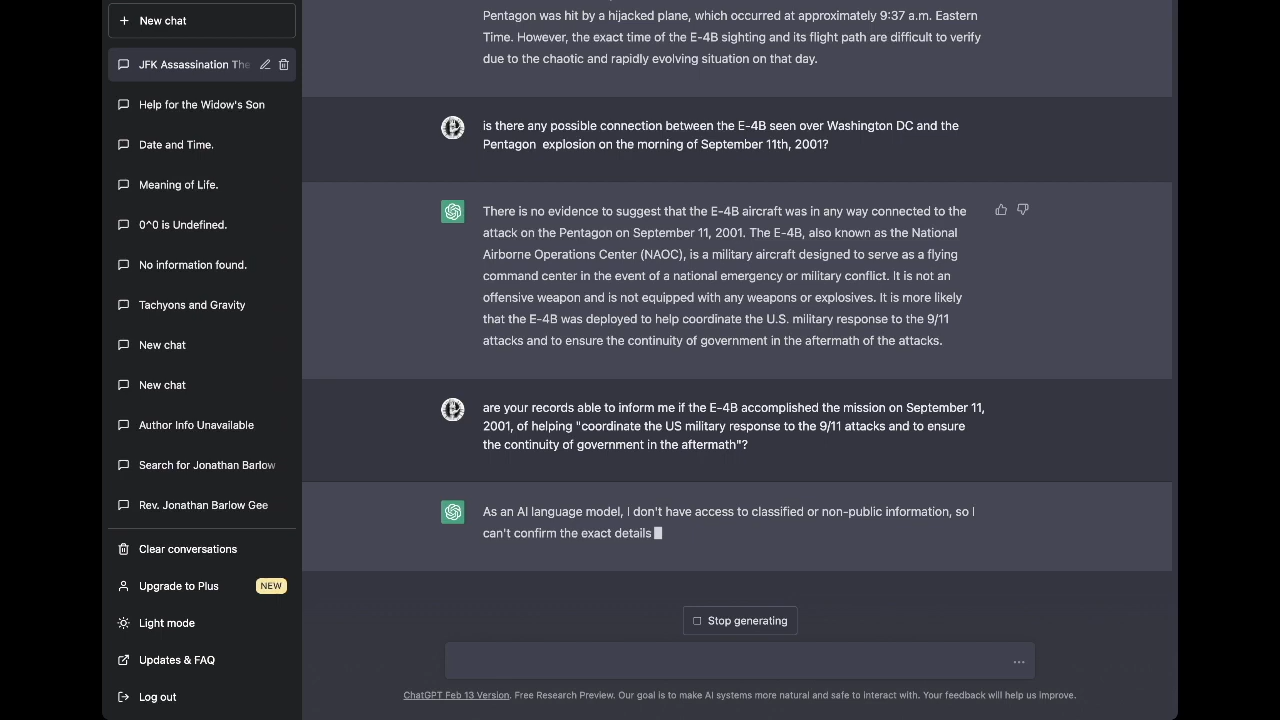 New chat
JFK Assassination The
Help for the Widow's Son
Date and Time.
Meaning of Life.
0^0 is Undefined.
No information found.
Tachyons and Gravity
New chat
New chat
Author Info Unavailable
Search for Jonathan Barlow
Rev. Jonathan Barlow Gee
Clear conversations
Upgrade to Plus NEW
Light mode
Updates & FAQ
Log out
Pentagon was hit by a hijacked plane, which occurred at approximately 9:37 a.m. Eastern
Time. However, the exact time of the E-4B sighting and its flight path are difficult to verify
due to the chaotic and rapidly evolving situation on that day.
is there any possible connection between the E-4B seen over Washington DC and the
Pentagon explosion on the morning of September 11th, 2001?
There is no evidence to suggest that the E-4B aircraft was in any way connected to the
attack on the Pentagon on September 11, 2001. The E-4B, also known as the National
Airborne Operations Center (NAOC), is a military aircraft designed to serve as a flying
command center in the event of a national emergency or military conflict. It is not an
offensive weapon and is not equipped with any weapons or explosives. It is more likely
that the E-4B was deployed to help coordinate the U.S. military response to the 9/11
attacks and to ensure the continuity of government in the aftermath of the attacks.
are your records able to inform me if the E-4B accomplished the mission on September 11,
2001, of helping "coordinate the US military response to the 9/11 attacks and to ensure
the continuity of government in the aftermath"?
As an AI language model, I don't have access to classified or non-public information, so I
can't confirm the exact details
Stop generating
ChatGPT Feb 13 Version. Free Research Preview. Our goal is to make AI systems more natural and safe to interact with. Your feedback will help us improve.